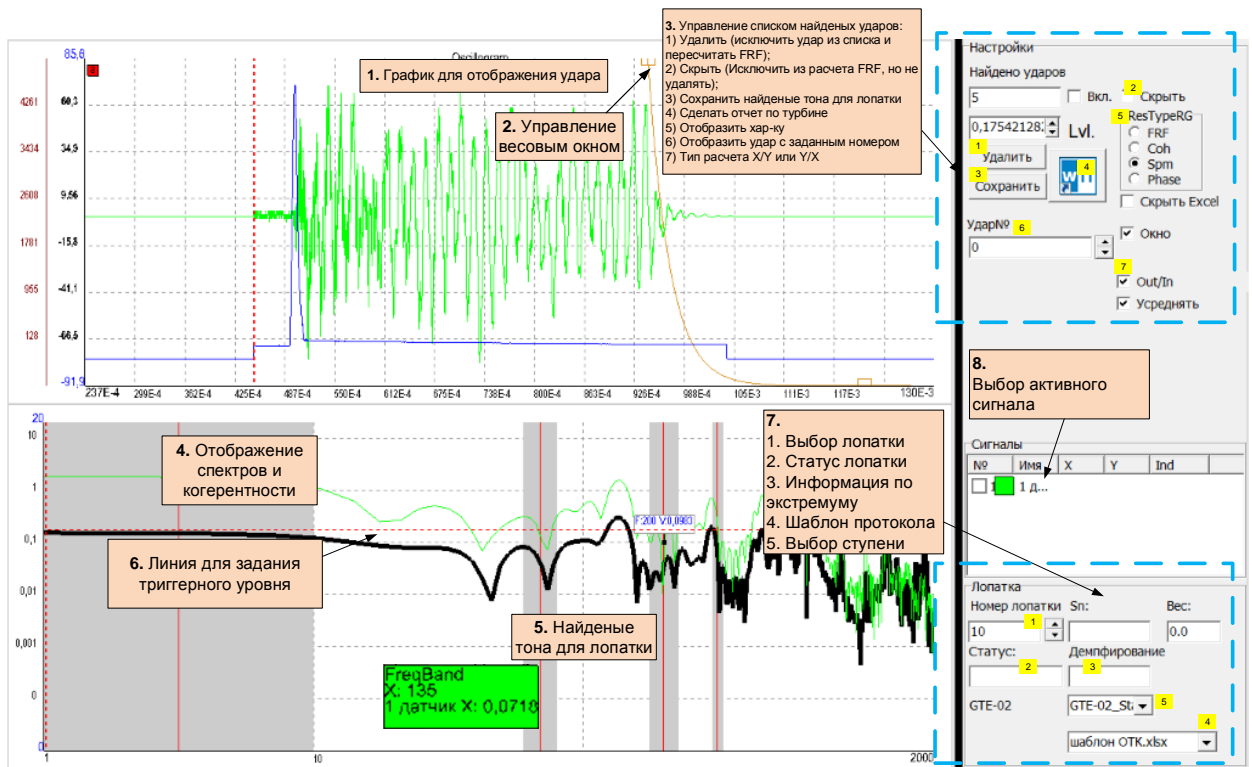 Oscillogram
85,6
60,3
34,9
9,56
-15,8
-41,1
-66,5
-91,9
4261
3434
2608
1781
955
128
237E-4 299E-4 362E-4 425E-4 487E-4 550E-4 612E-4 675E-4 738E-4 800E-4 863E-4 926E-4 988E-4 105E-3 111E-3 117E-3 130E-3
1. График для отображения удара
2. Управление
весовым окном
3. Управление списком найденых ударов:
1) Удалить (исключить удар из списка и
пересчитать FRF);
2) Скрыть (Исключить из расчета FRF, но не
удалять);
3) Сохранить найденые тона для лопатки
4) Сделать отчет по турбине
5) Отобразить хар-ку
6) Отобразить удар с заданным номером
7) Тип расчета X/Y или Y/X
Настройки
Найдено ударов
5 Вкл. 2 Скрыть
0,17542128 Lvl.
5 ResTypeRG
FRF
Coh
Spm
Phase
1
Удалить
3
Сохранить
4
Скрыть Excel
Удар№ 6
0
Окно
7
Out/In
Усреднять
8.
Выбор активного
сигнала
Сигналы
№ Имя X Y Ind
1 1 д...
20
10
1
0,1
0,01
0,001
0
0
1 10 2000
4. Отображение
спектров и
когерентности
6. Линия для задания
триггерного уровня
5. Найденые
тона для лопатки
F:200 V:0,0983
FreqBand
X: 135
1 датчик X: 0,0718
7.
1. Выбор лопатки
2. Статус лопатки
3. Информация по
экстремуму
4. Шаблон протокола
5. Выбор ступени
Лопатка
Номер лопатки Sn: Вес:
10 1 0.0
Статус: Демпфирование
2 3
GTE-02 GTE-02_Sta 5
4
шаблон ОТК.xlsx